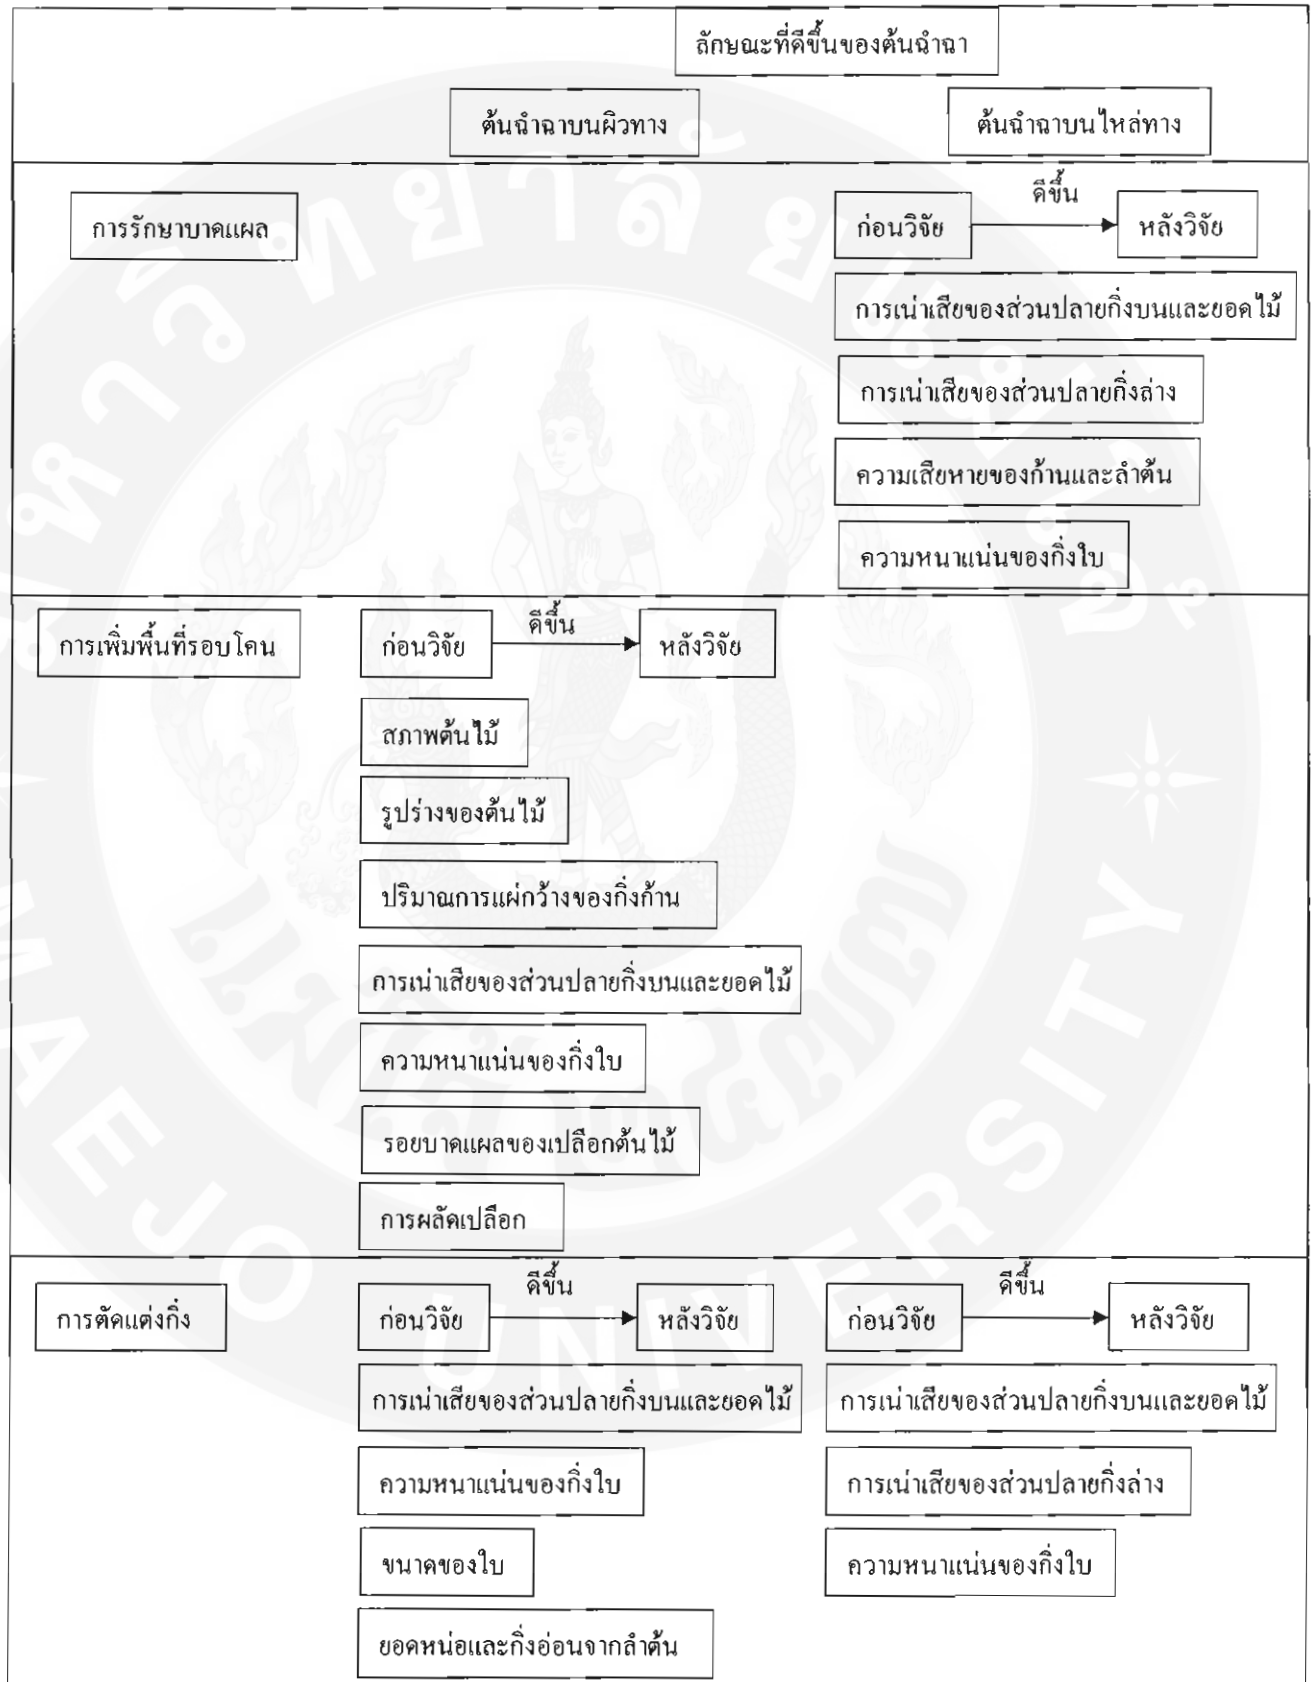 ลักษณะที่ดีขึ้นของต้นฉำฉา
ต้นฉำฉาบนผิวทาง
ต้นฉำฉาบนไหล่ทาง
การรักษาบาดแผล
ก่อนวิจัย
ดีขึ้น
หลังวิจัย
การเน่าเสียของส่วนปลายกิ่งบนและยอดไม้
การเน่าเสียของส่วนปลายกิ่งล่าง
ความเสียหายของก้านและลำต้น
ความหนาแน่นของกิ่งใบ
การเพิ่มพื้นที่รอบโคน
ก่อนวิจัย
ดีขึ้น
หลังวิจัย
สภาพต้นไม้
รูปร่างของต้นไม้
ปริมาณการแผ่กว้างของกิ่งก้าน
การเน่าเสียของส่วนปลายกิ่งบนและยอดไม้
ความหนาแน่นของกิ่งใบ
รอยบาดแผลของเปลือกต้นไม้
การผลัดเปลือก
การตัดแต่งกิ่ง
ก่อนวิจัย
ดีขึ้น
หลังวิจัย
การเน่าเสียของส่วนปลายกิ่งบนและยอดไม้
ความหนาแน่นของกิ่งใบ
ขนาดของใบ
ยอดหน่อและกิ่งอ่อนจากลำต้น
ก่อนวิจัย
ดีขึ้น
หลังวิจัย
การเน่าเสียของส่วนปลายกิ่งบนและยอดไม้
การเน่าเสียของส่วนปลายกิ่งล่าง
ความหนาแน่นของกิ่งใบ
มหาวิทยาลัยแม่โจ้
MAEJO UNIVERSITY